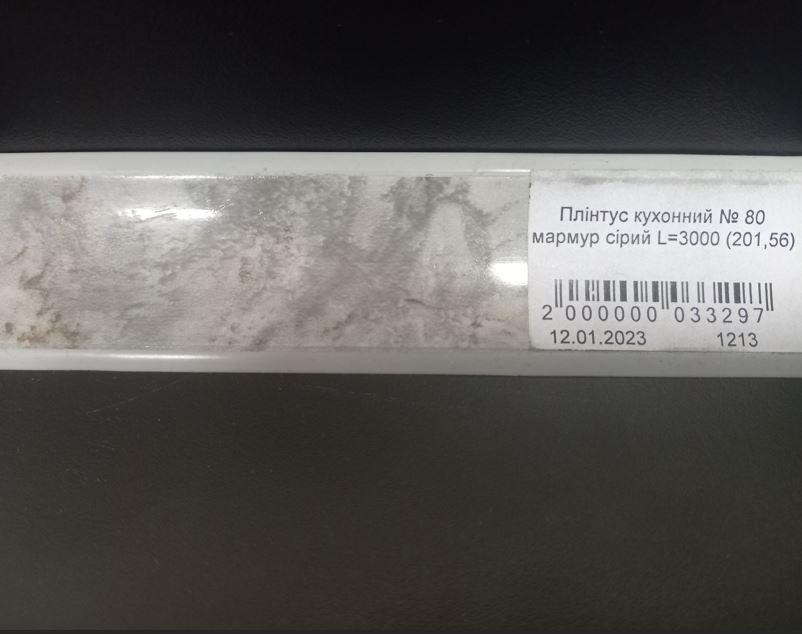 Плінтус кухонний № 80
мармур сірий L=3000 (201,56)
2 000000 033297
12.01.2023 1213